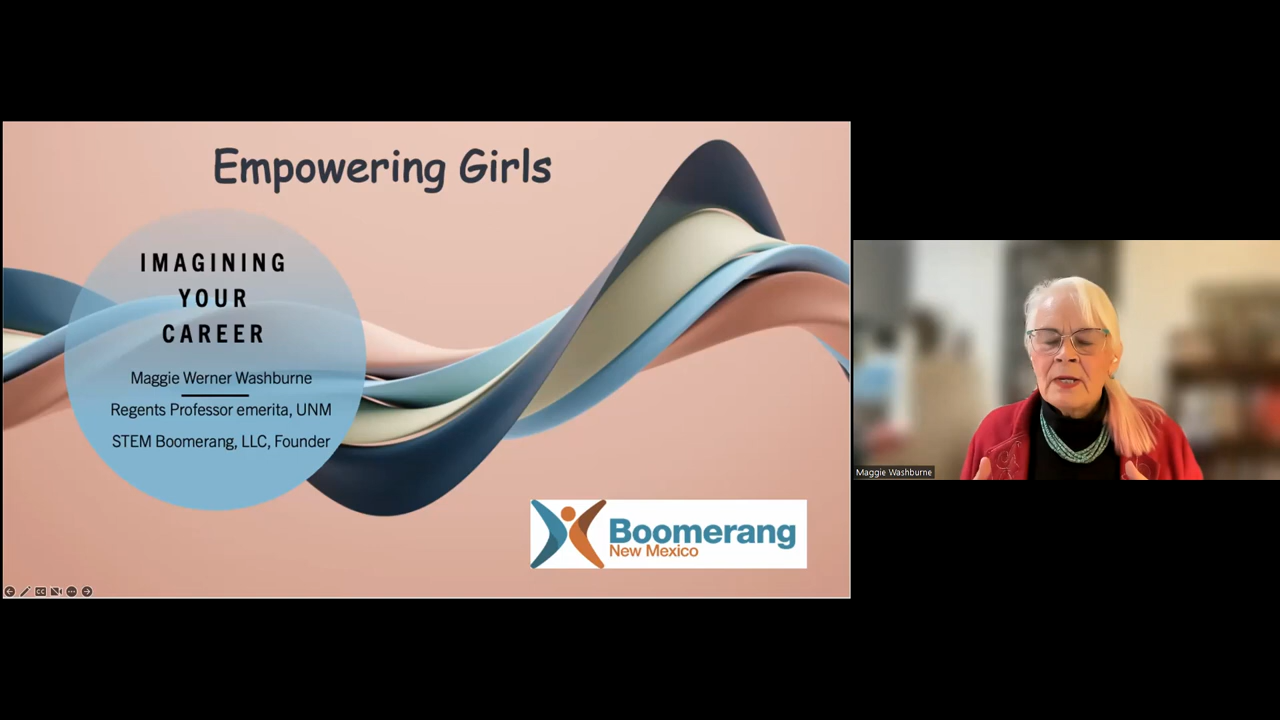 Empowering Girls
IMAGINING
YOUR
CAREER
Maggie Werner Washburne
Regents Professor emerita, UNM
STEM Boomerang, LLC, Founder
Boomerang
New Mexico
Maggie Washburne